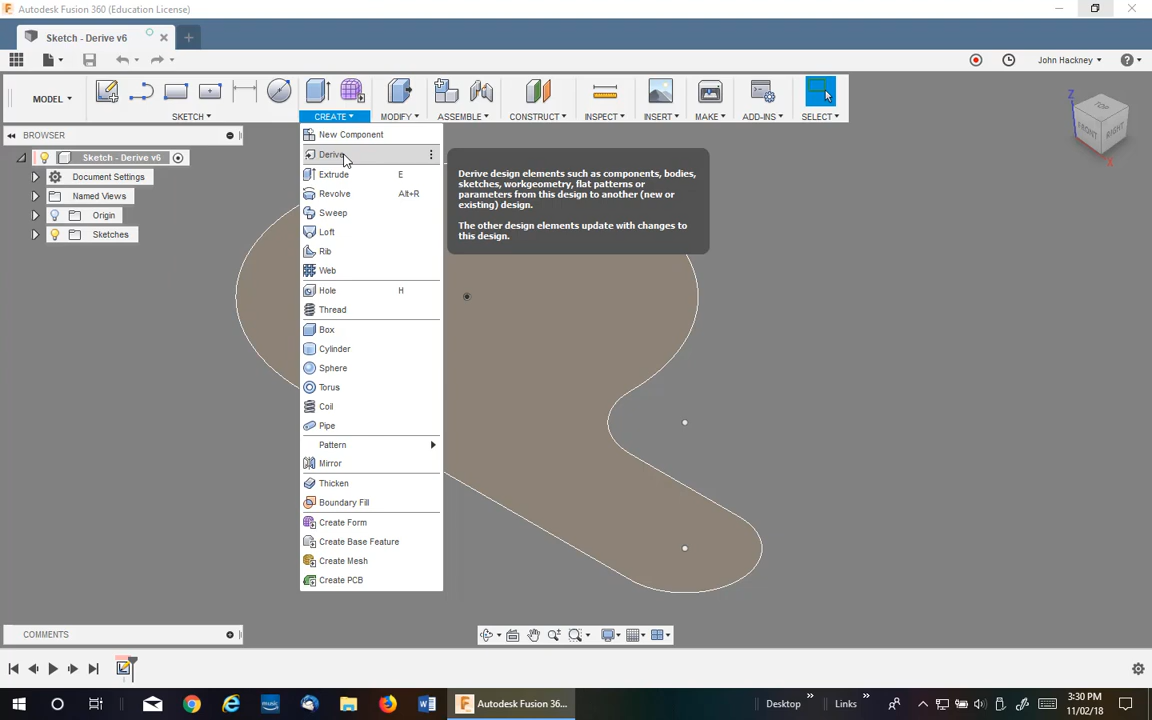 Autodesk Fusion 360 (Education License)
Sketch - Derive v6
John Hackney
MODEL
SKETCH
CREATE
MODIFY
ASSEMBLE
CONSTRUCT
INSPECT
INSERT
MAKE
ADD-INS
SELECT
BROWSER
Sketch - Derive v6
Document Settings
Named Views
Origin
Sketches
New Component
Derive
Extrude E
Revolve Alt+R
Sweep
Loft
Rib
Web
Hole H
Thread
Box
Cylinder
Sphere
Torus
Coil
Pipe
Pattern
Mirror
Thicken
Boundary Fill
Create Form
Create Base Feature
Create Mesh
Create PCB
Derive design elements such as components, bodies,
sketches, workgeometry, flat patterns or
parameters from this design to another (new or
existing) design.
The other design elements update with changes to
this design.
Z
TOP
FRONT
RIGHT
X
COMMENTS
Autodesk Fusion 36...
Desktop
Links
3:30 PM
11/02/18